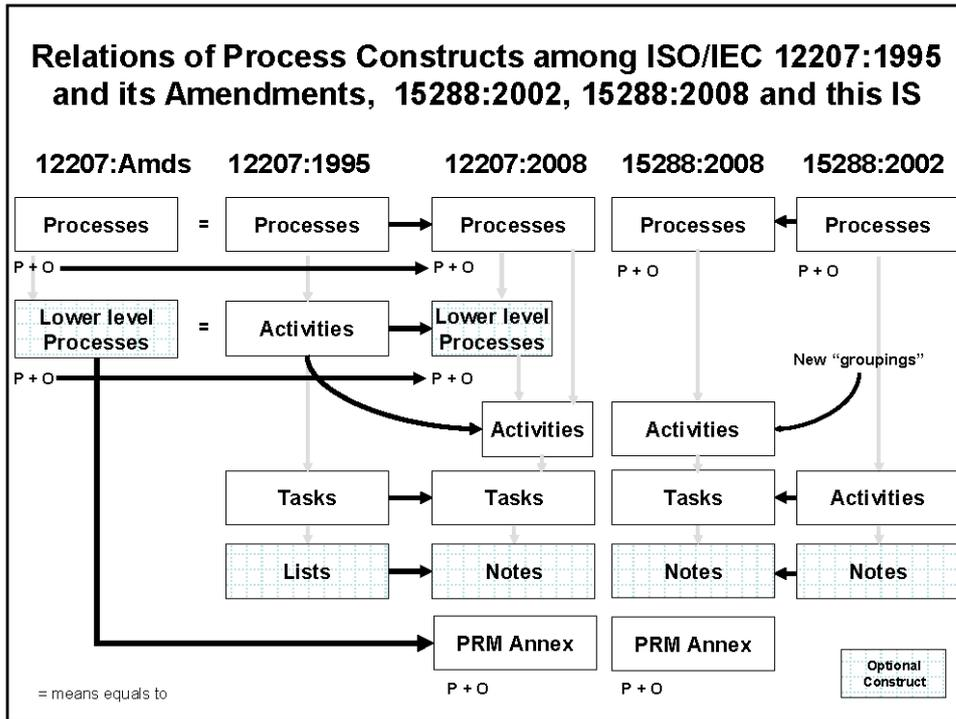 Relations of Process Constructs among ISO/IEC 12207:1995
and its Amendments, 15288:2002, 15288:2008 and this IS
12207:Amds 12207:1995 12207:2008 15288:2008 15288:2002
Processes = Processes Processes Processes Processes
P + O P + O P + O P + O
Lower level
Processes
= Activities
Lower level
Processes
New “groupings”
P + O P + O
Activities Activities
Tasks Tasks Tasks Activities
Lists Notes Notes Notes
PRM Annex PRM Annex
P + O P + O
Optional
Construct
= means equals to